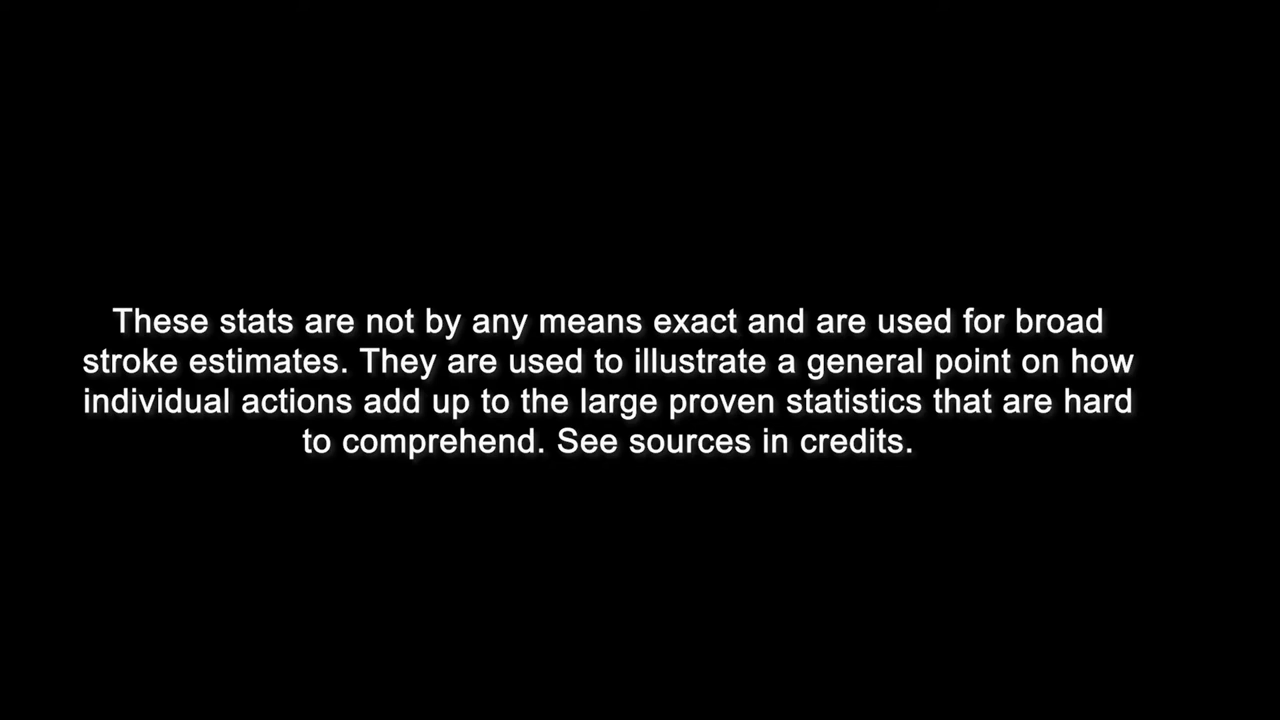 These stats are not by any means exact and are used for broad
stroke estimates. They are used to illustrate a general point on how
individual actions add up to the large proven statistics that are hard
to comprehend. See sources in credits.